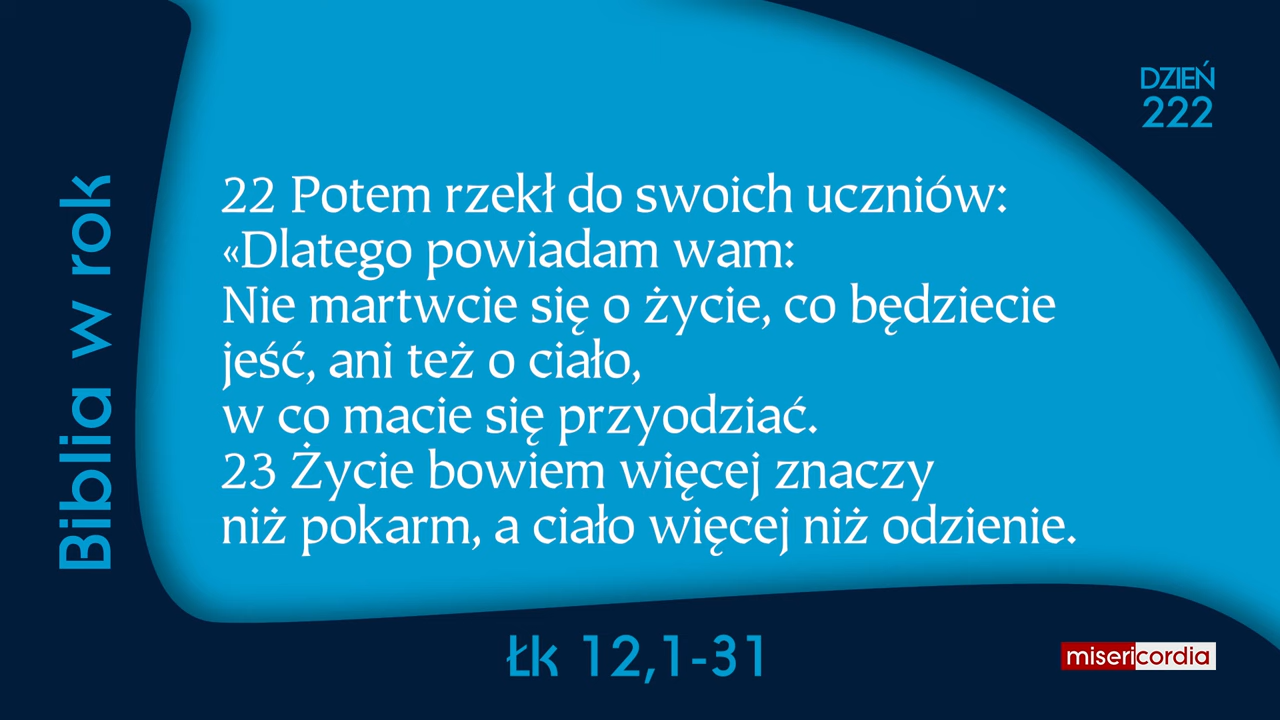 DZIEŃ
222
Biblia w rok
22 Potem rzekł do swoich uczniów:
«Dlatego powiadam wam:
Nie martwcie się o życie, co będziecie
jeść, ani też o ciało,
w co macie się przyodziać.
23 Życie bowiem więcej znaczy
niż pokarm, a ciało więcej niż odzienie.
Łk 12,1-31
misericordia